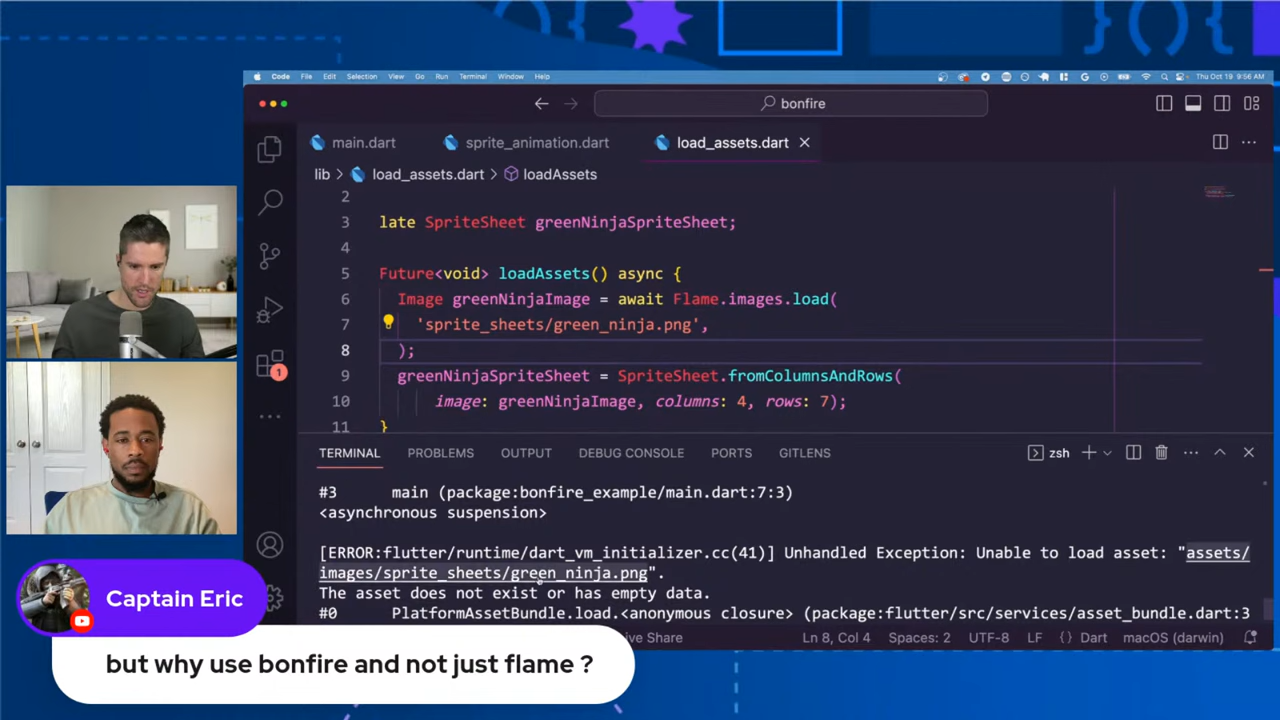 Code File Edit Selection View Go Run Terminal Window Help
Thu Oct 19 9:56 AM
bonfire
main.dart sprite_animation.dart load_assets.dart
lib > load_assets.dart > loadAssets
2
3 late SpriteSheet greenNinjaSpriteSheet;
4
5 Future<void> loadAssets() async {
6 Image greenNinjaImage = await Flame.images.load(
7 'sprite_sheets/green_ninja.png',
8 );
9 greenNinjaSpriteSheet = SpriteSheet.fromColumnsAndRows(
10 image: greenNinjaImage, columns: 4, rows: 7);
11 }
1
TERMINAL PROBLEMS OUTPUT DEBUG CONSOLE PORTS GITLENS
zsh
#3 main (package:bonfire_example/main.dart:7:3)
<asynchronous suspension>
[ERROR:flutter/runtime/dart_vm_initializer.cc(41)] Unhandled Exception: Unable to load asset: "assets/
images/sprite_sheets/green_ninja.png".
The asset does not exist or has empty data.
#0 PlatformAssetBundle.load.<anonymous closure> (package:flutter/src/services/asset_bundle.dart:3
ive Share Ln 8, Col 4 Spaces: 2 UTF-8 LF { } Dart macOS (darwin)
Captain Eric
but why use bonfire and not just flame ?